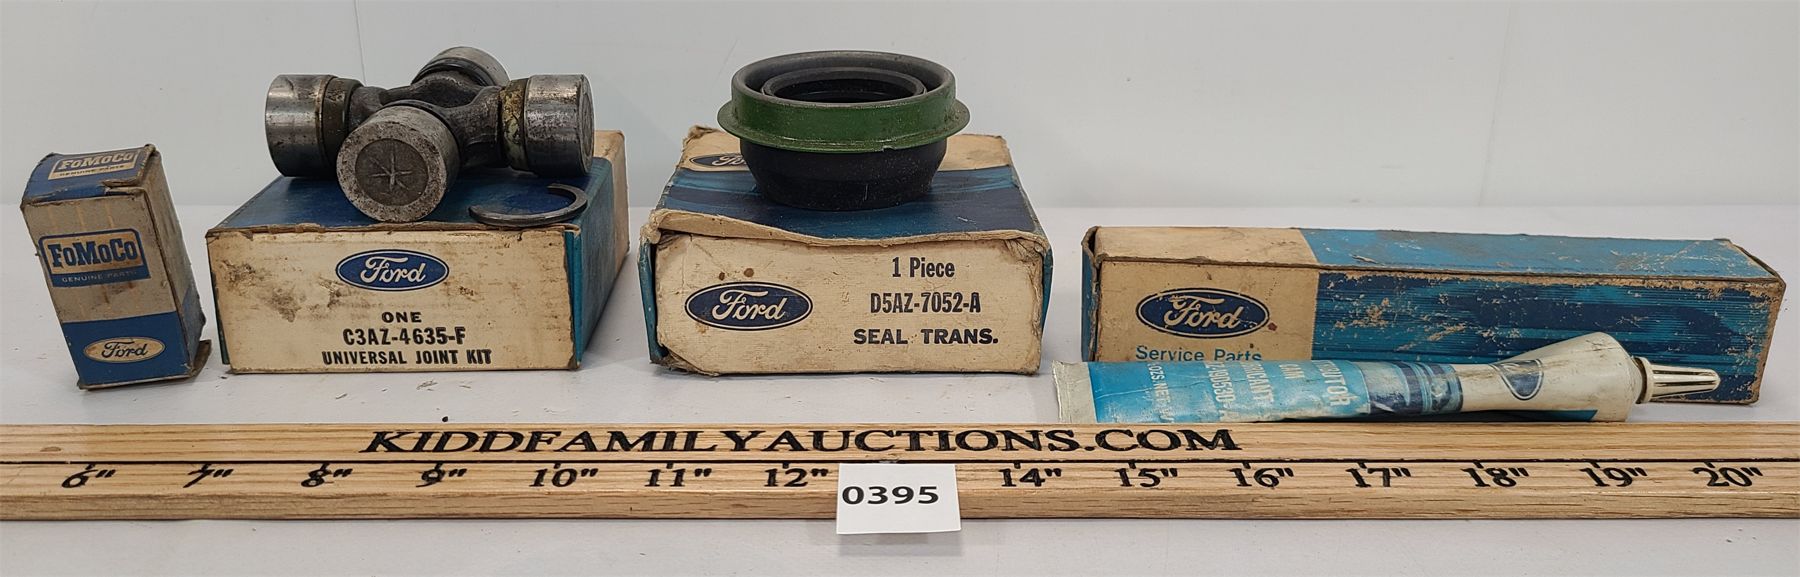 FoMoCo
GENUINE PARTS
FoMoCo
GENUINE PARTS
Ford
Ford
ONE
C3AZ-4635-F
UNIVERSAL JOINT KIT
Ford
1 Piece
D5AZ-7052-A
SEAL TRANS.
Ford
Service Parts
KIDDFAMILYAUCTIONS.COM
6" 7" 8" 9" 10" 11" 12" 14" 15" 16" 17" 18" 19" 20"
0395